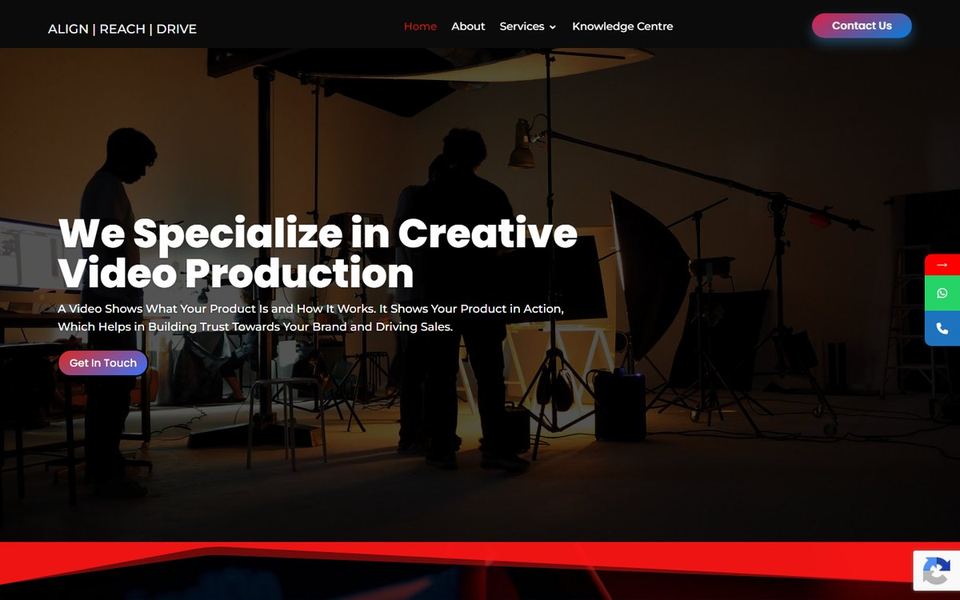 ALIGN | REACH | DRIVE
Home About Services Knowledge Centre
Contact Us
We Specialize in Creative
Video Production
A Video Shows What Your Product Is and How It Works. It Shows Your Product in Action,
Which Helps in Building Trust Towards Your Brand and Driving Sales.
Get In Touch